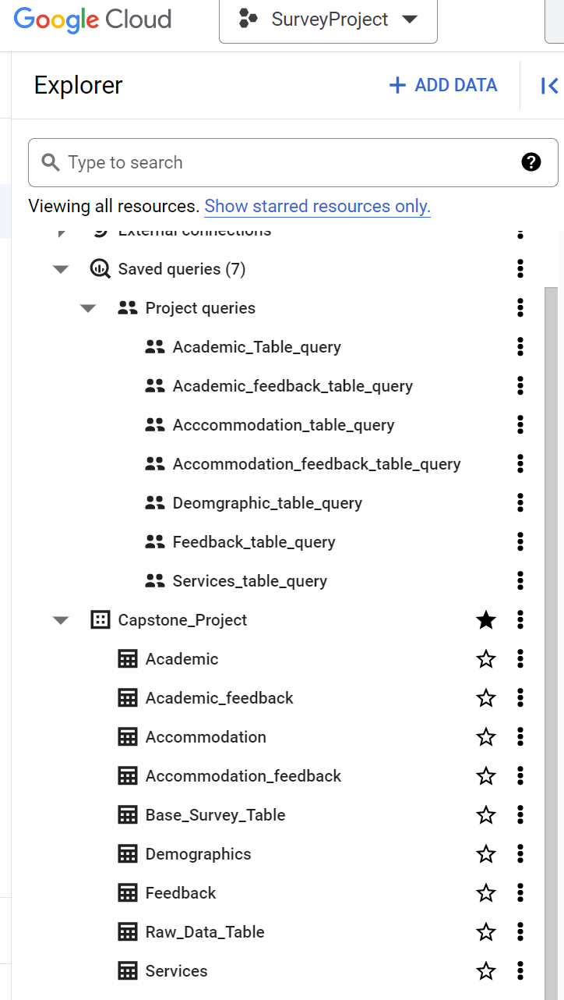 Google Cloud
SurveyProject
Explorer
+ ADD DATA
Type to search
Viewing all resources. Show starred resources only.
External connections
Saved queries (7)
Project queries
Academic_Table_query
Academic_feedback_table_query
Acccommodation_table_query
Accommodation_feedback_table_query
Deomgraphic_table_query
Feedback_table_query
Services_table_query
Capstone_Project
Academic
Academic_feedback
Accommodation
Accommodation_feedback
Base_Survey_Table
Demographics
Feedback
Raw_Data_Table
Services